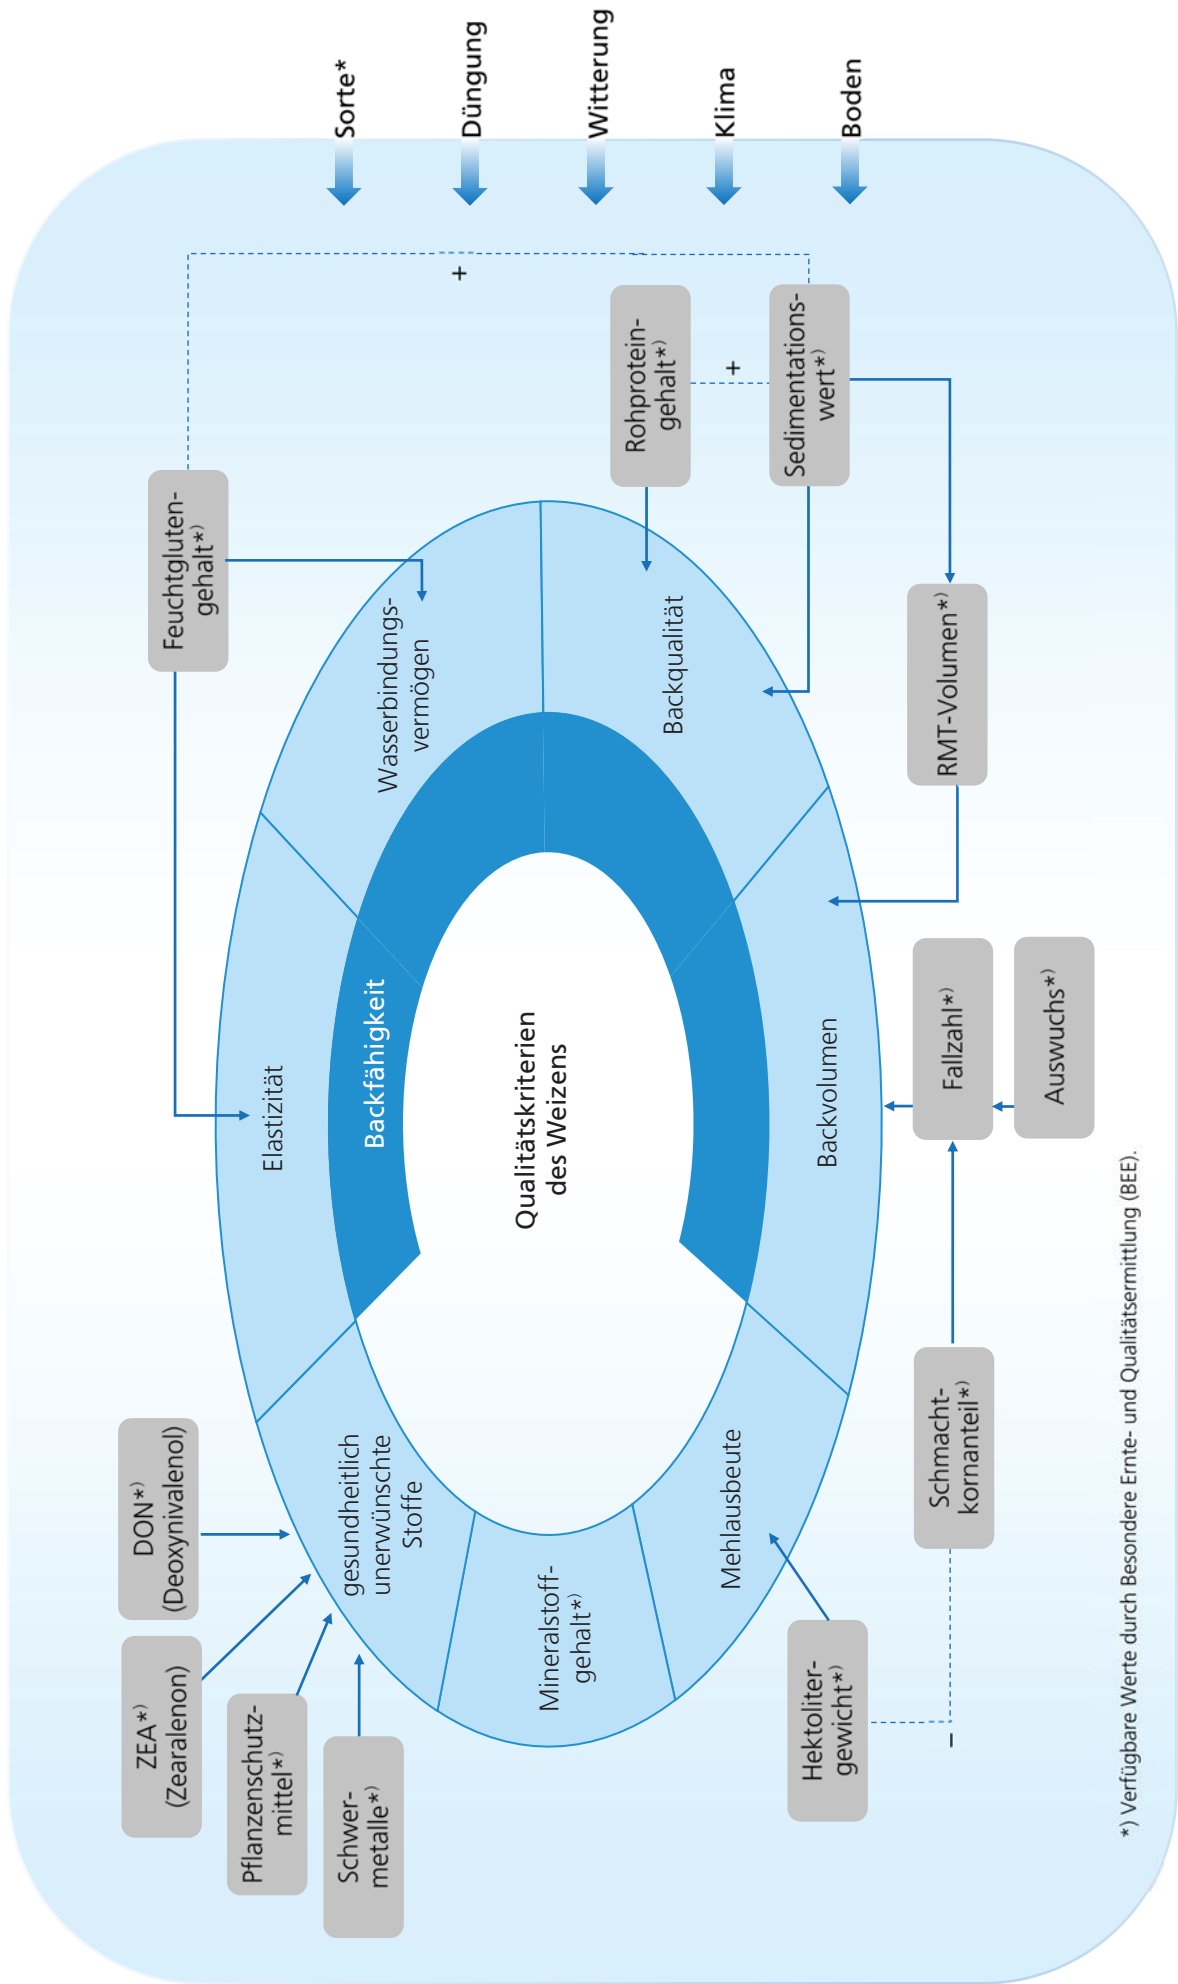 DON*)
(Deoxynivalenol)
ZEA*)
(Zearalenon)
Feuchtgluten-
gehalt*)
Pflanzenschutz-
mittel*)
Schwer-
metalle*)
gesundheitlich
unerwünschte
Stoffe
Elastizität
Wasserbindungs-
vermögen
Backfähigkeit
Sorte*
Düngung
Witterung
Klima
Boden
+
Qualitätskriterien
des Weizens
Mineralstoff-
gehalt*)
Rohprotein-
gehalt*)
Backqualität
+
Mehlausbeute
Sedimentations-
wert*)
Hektoliter-
gewicht*)
Backvolumen
–
Schmacht-
kornanteil*)
Fallzahl*)
RMT-Volumen*)
Auswuchs*)
*) Verfügbare Werte durch Besondere Ernte- und Qualitätsermittlung (BEE).